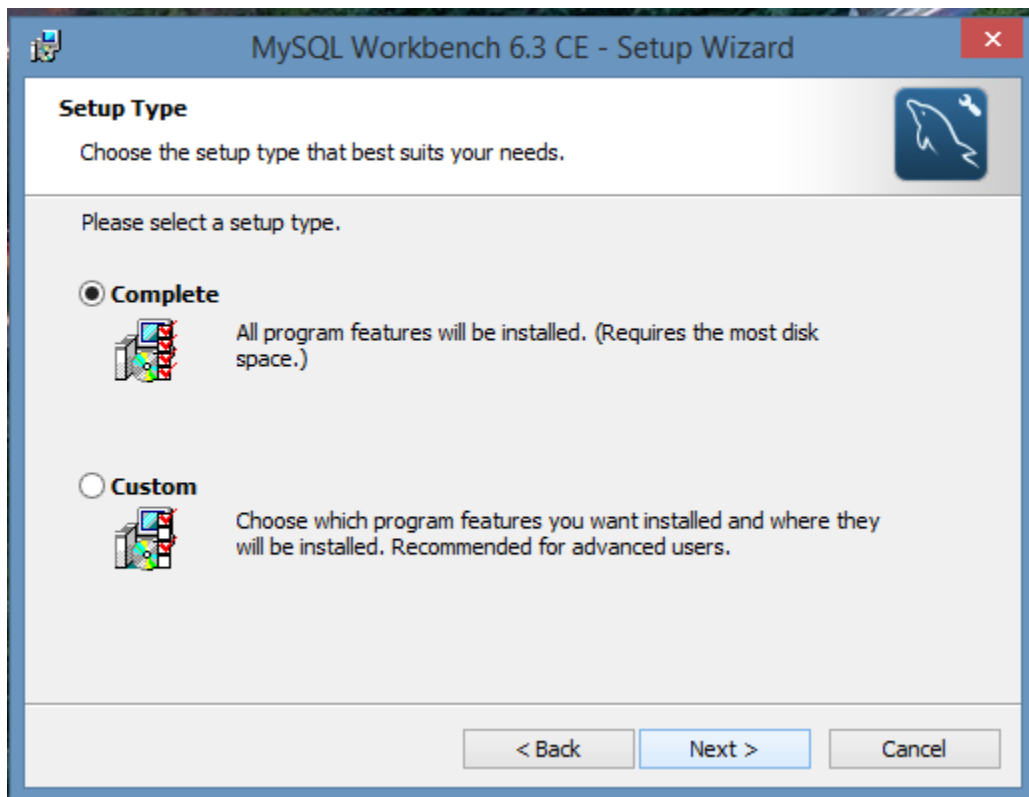 MySQL Workbench 6.3 CE - Setup Wizard
Setup Type
Choose the setup type that best suits your needs.
Please select a setup type.
Complete
All program features will be installed. (Requires the most disk
space.)
Custom
Choose which program features you want installed and where they
will be installed. Recommended for advanced users.
< Back Next > Cancel